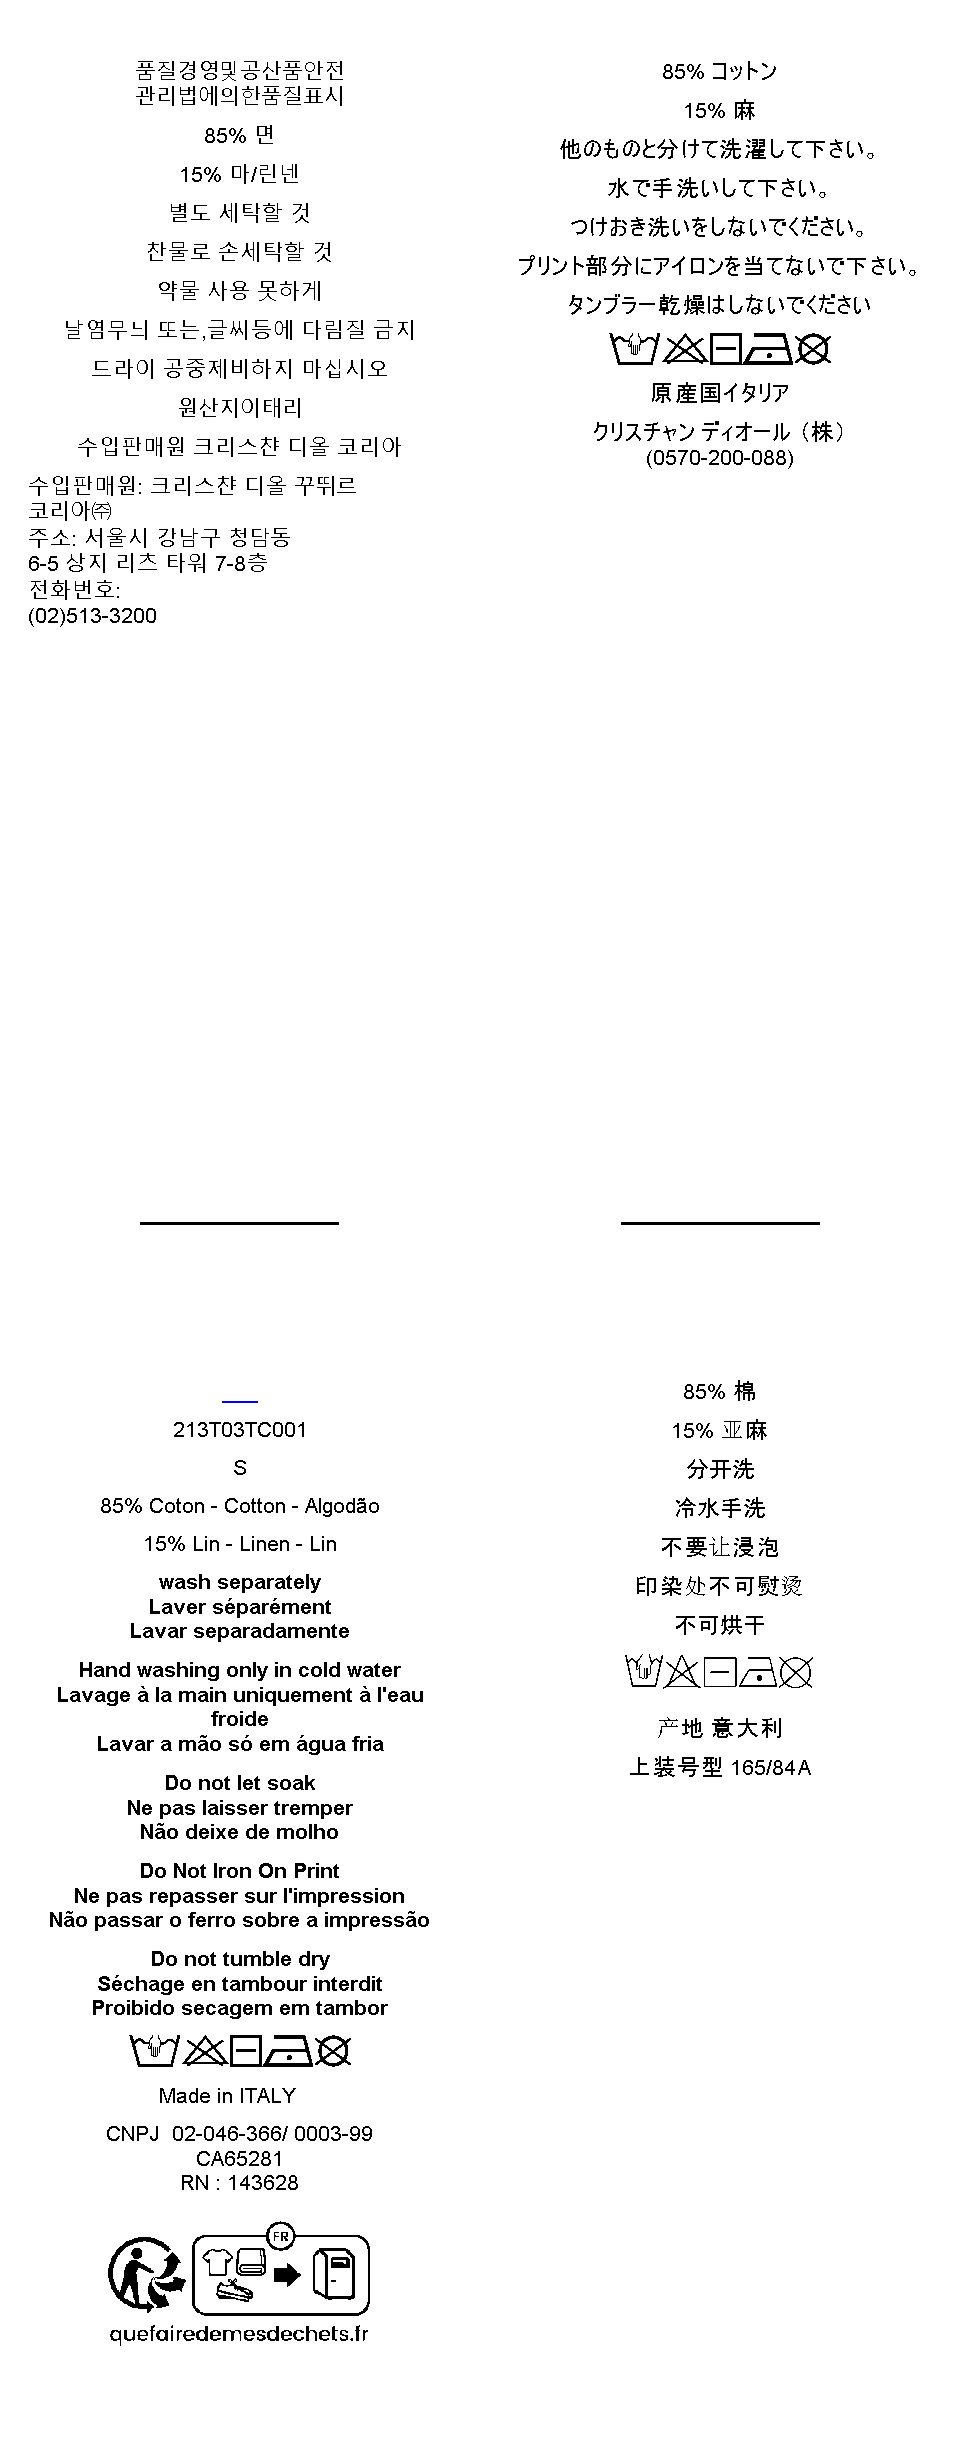 품질경영및공산품안전
관리법에의한품질표시
85% 면
15% 마/린넨
별도 세탁할 것
찬물로 손세탁할 것
약물 사용 못하게
날염무늬 또는,글씨등에 다림질 금지
드라이 공중제비하지 마십시오
원산지이태리
수입판매원 크리스챤 디올 코리아
수입판매원: 크리스챤 디올 꾸뛰르
코리아㈜
주소: 서울시 강남구 청담동
6-5 상지 리츠 타워 7-8층
전화번호:
(02)513-3200
85% コットン
15% 麻
他のものと分けて洗濯して下さい。
水で手洗いして下さい。
つけおき洗いをしないでください。
プリント部分にアイロンを当てないで下さい。
タンブラー乾燥はしないでください
原産国イタリア
クリスチャン ディオール（株）
(0570-200-088)
213T03TC001
S
85% Coton - Cotton - Algodão
15% Lin - Linen - Lin
wash separately
Laver séparément
Lavar separadamente
Hand washing only in cold water
Lavage à la main uniquement à l'eau
froide
Lavar a mão só em água fria
Do not let soak
Ne pas laisser tremper
Não deixe de molho
Do Not Iron On Print
Ne pas repasser sur l'impression
Não passar o ferro sobre a impressão
Do not tumble dry
Séchage en tambour interdit
Proibido secagem em tambor
Made in ITALY
CNPJ  02-046-366/ 0003-99
CA65281
RN : 143628
FR
quefairedemesdechets.fr
85% 棉
15% 亚麻
分开洗
冷水手洗
不要让浸泡
印染处不可熨烫
不可烘干
产地 意大利
上装号型 165/84A